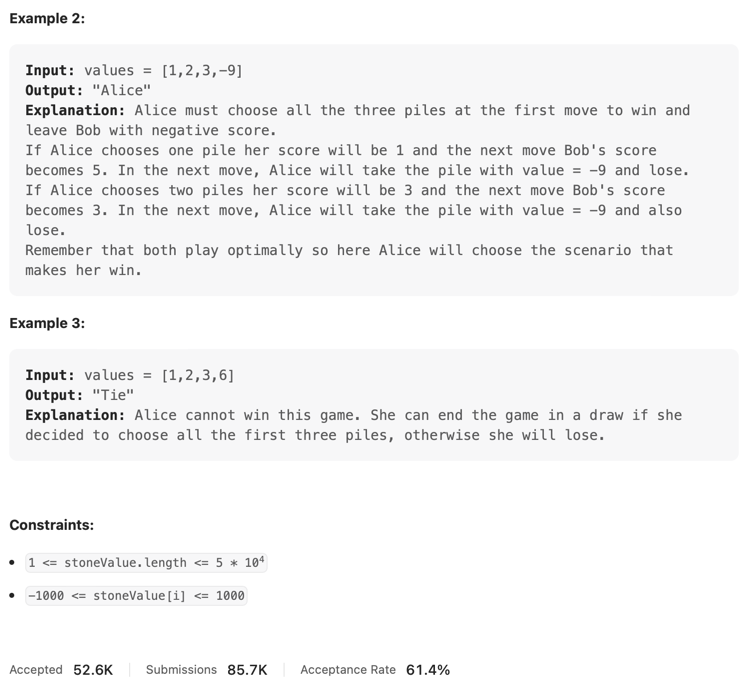 Example 2:
Input: values = [1,2,3,-9]
Output: "Alice"
Explanation: Alice must choose all the three piles at the first move to win and
leave Bob with negative score.
If Alice chooses one pile her score will be 1 and the next move Bob's score
becomes 5. In the next move, Alice will take the pile with value = -9 and lose.
If Alice chooses two piles her score will be 3 and the next move Bob's score
becomes 3. In the next move, Alice will take the pile with value = -9 and also
lose.
Remember that both play optimally so here Alice will choose the scenario that
makes her win.
Example 3:
Input: values = [1,2,3,6]
Output: "Tie"
Explanation: Alice cannot win this game. She can end the game in a draw if she
decided to choose all the first three piles, otherwise she will lose.
Constraints:
• 1 <= stoneValue.length <= 5 * 10⁴
• -1000 <= stoneValue[i] <= 1000
Accepted 52.6K Submissions 85.7K Acceptance Rate 61.4%